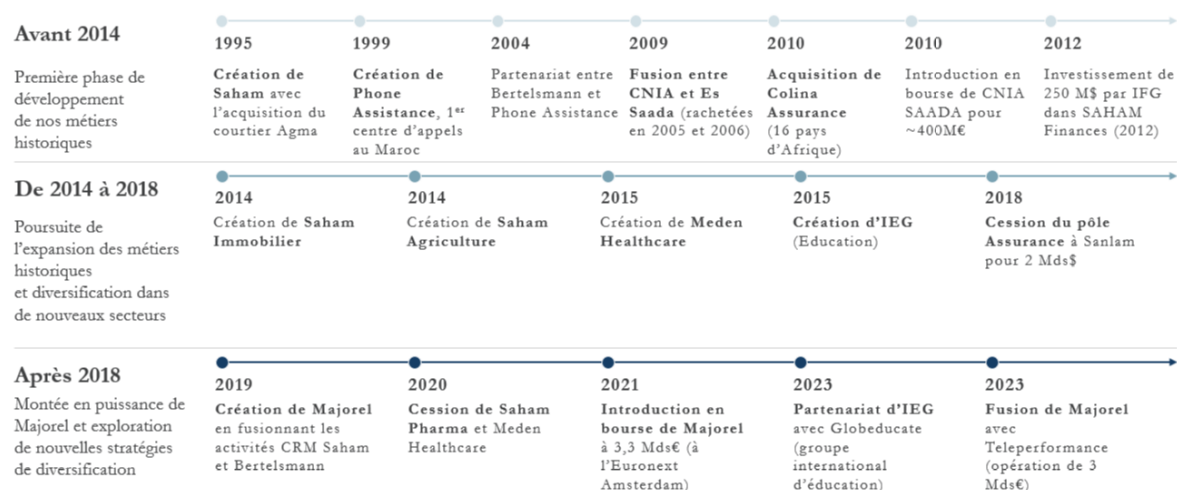 Avant 2014
Première phase de
développement
de nos métiers
historiques
1995
Création de
Saham avec
l'acquisition du
courtier Agma
1999
Création de
Phone
Assistance, 1er
centre d'appels
au Maroc
2004
Partenariat entre
Bertelsmann et
Phone Assistance
2009
Fusion entre
CNIA et Es
Saada (rachetées
en 2005 et 2006)
2010
Acquisition de
Colina
Assurance
(16 pays
d'Afrique)
2010
Introduction en
bourse de CNIA
SAADA pour
~400M€
2012
Investissement de
250 M$ par IFG
dans SAHAM
Finances (2012)
De 2014 à 2018
Poursuite de
l'expansion des métiers
historiques
et diversification dans
de nouveaux secteurs
2014
Création de Saham
Immobilier
2014
Création de Saham
Agriculture
2015
Création de Meden
Healthcare
2015
Création d'IEG
(Education)
2018
Cession du pôle
Assurance à Sanlam
pour 2 Mds$
Après 2018
Montée en puissance de
Majorel et exploration
de nouvelles stratégies
de diversification
2019
Création de Majorel
en fusionnant les
activités CRM Saham
et Bertelsmann
2020
Cession de Saham
Pharma et Meden
Healthcare
2021
Introduction en
bourse de Majorel
à 3,3 Mds€ (à
l'Euronext
Amsterdam)
2023
Partenariat d'IEG
avec Globeducate
(groupe
international
d'éducation)
2023
Fusion de Majorel
avec
Teleperformance
(opération de 3
Mds€)